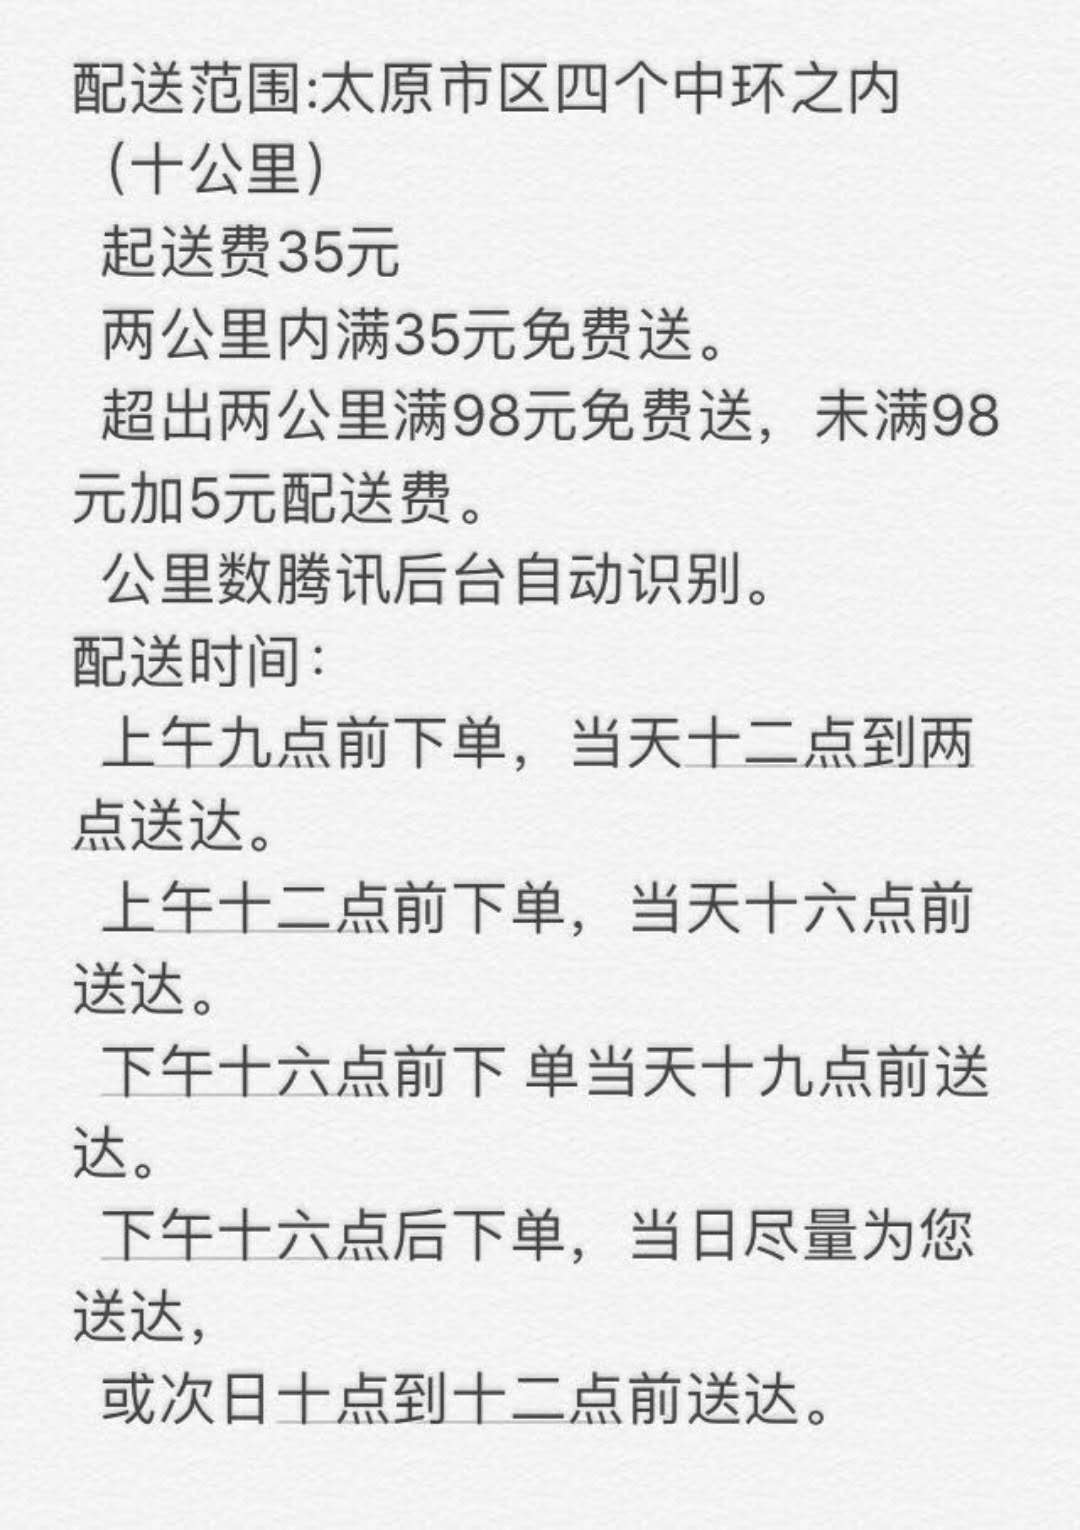 配送范围:太原市区四个中环之内
（十公里）
起送费35元
两公里内满35元免费送。
超出两公里满98元免费送，未满98
元加5元配送费。
公里数腾讯后台自动识别。
配送时间：
上午九点前下单，当天十二点到两
点送达。
上午十二点前下单，当天十六点前
送达。
下午十六点前下 单当天十九点前送
达。
下午十六点后下单，当日尽量为您
送达，
或次日十点到十二点前送达。